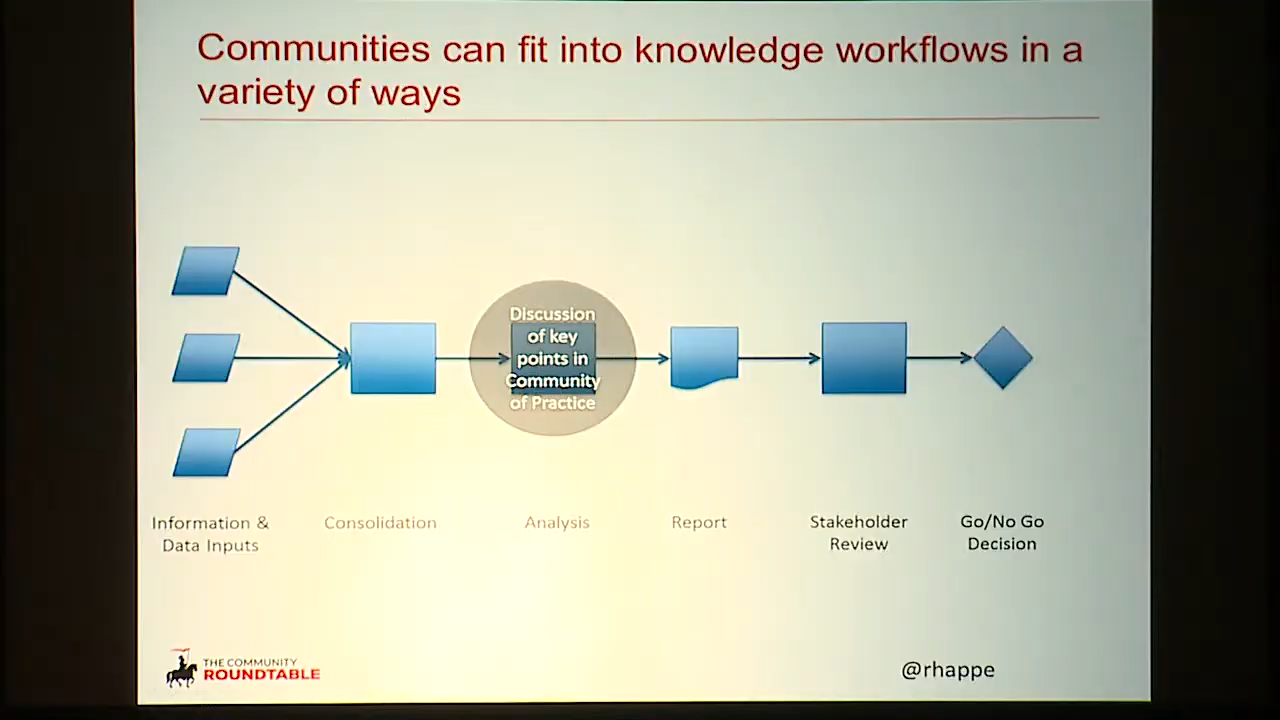 Communities can fit into knowledge workflows in a
variety of ways
Discussion
of key
points in
Community
of Practice
Information &
Data Inputs
Consolidation
Analysis
Report
Stakeholder
Review
Go/No Go
Decision
THE COMMUNITY
ROUNDTABLE
@rhappe